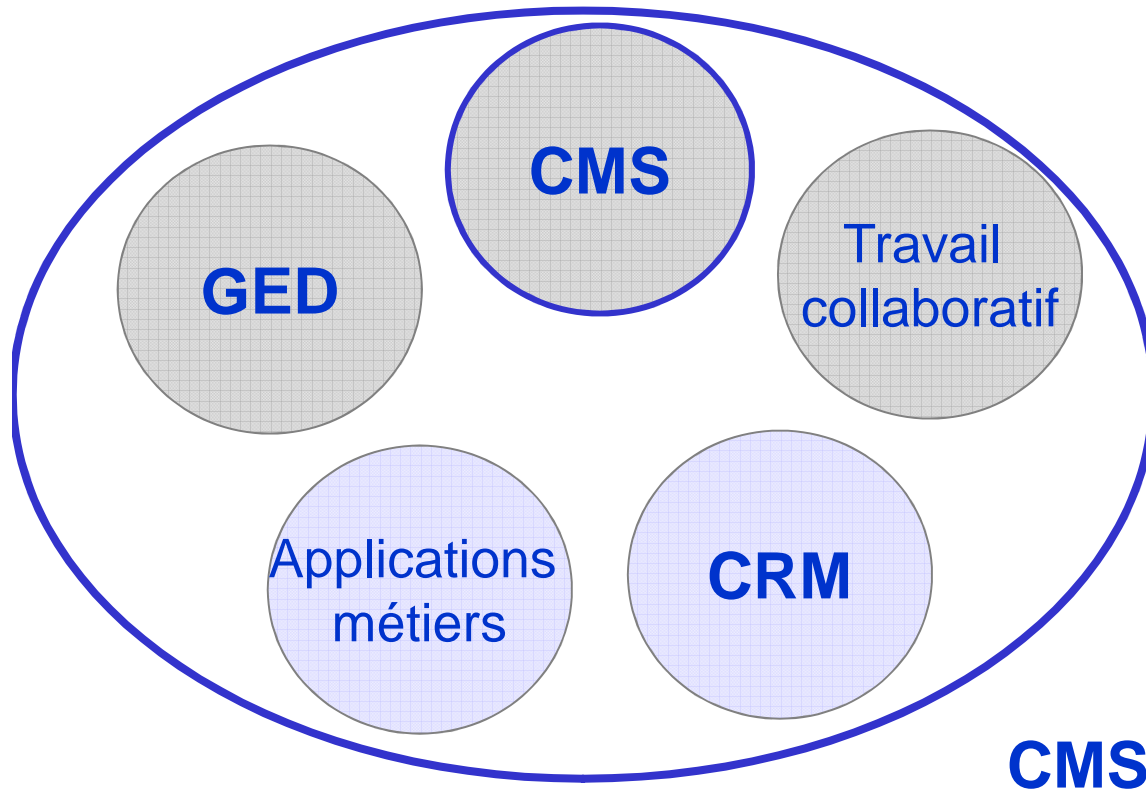 CMS
GED
Travail
collaboratif
Applications
métiers
CRM
CMS